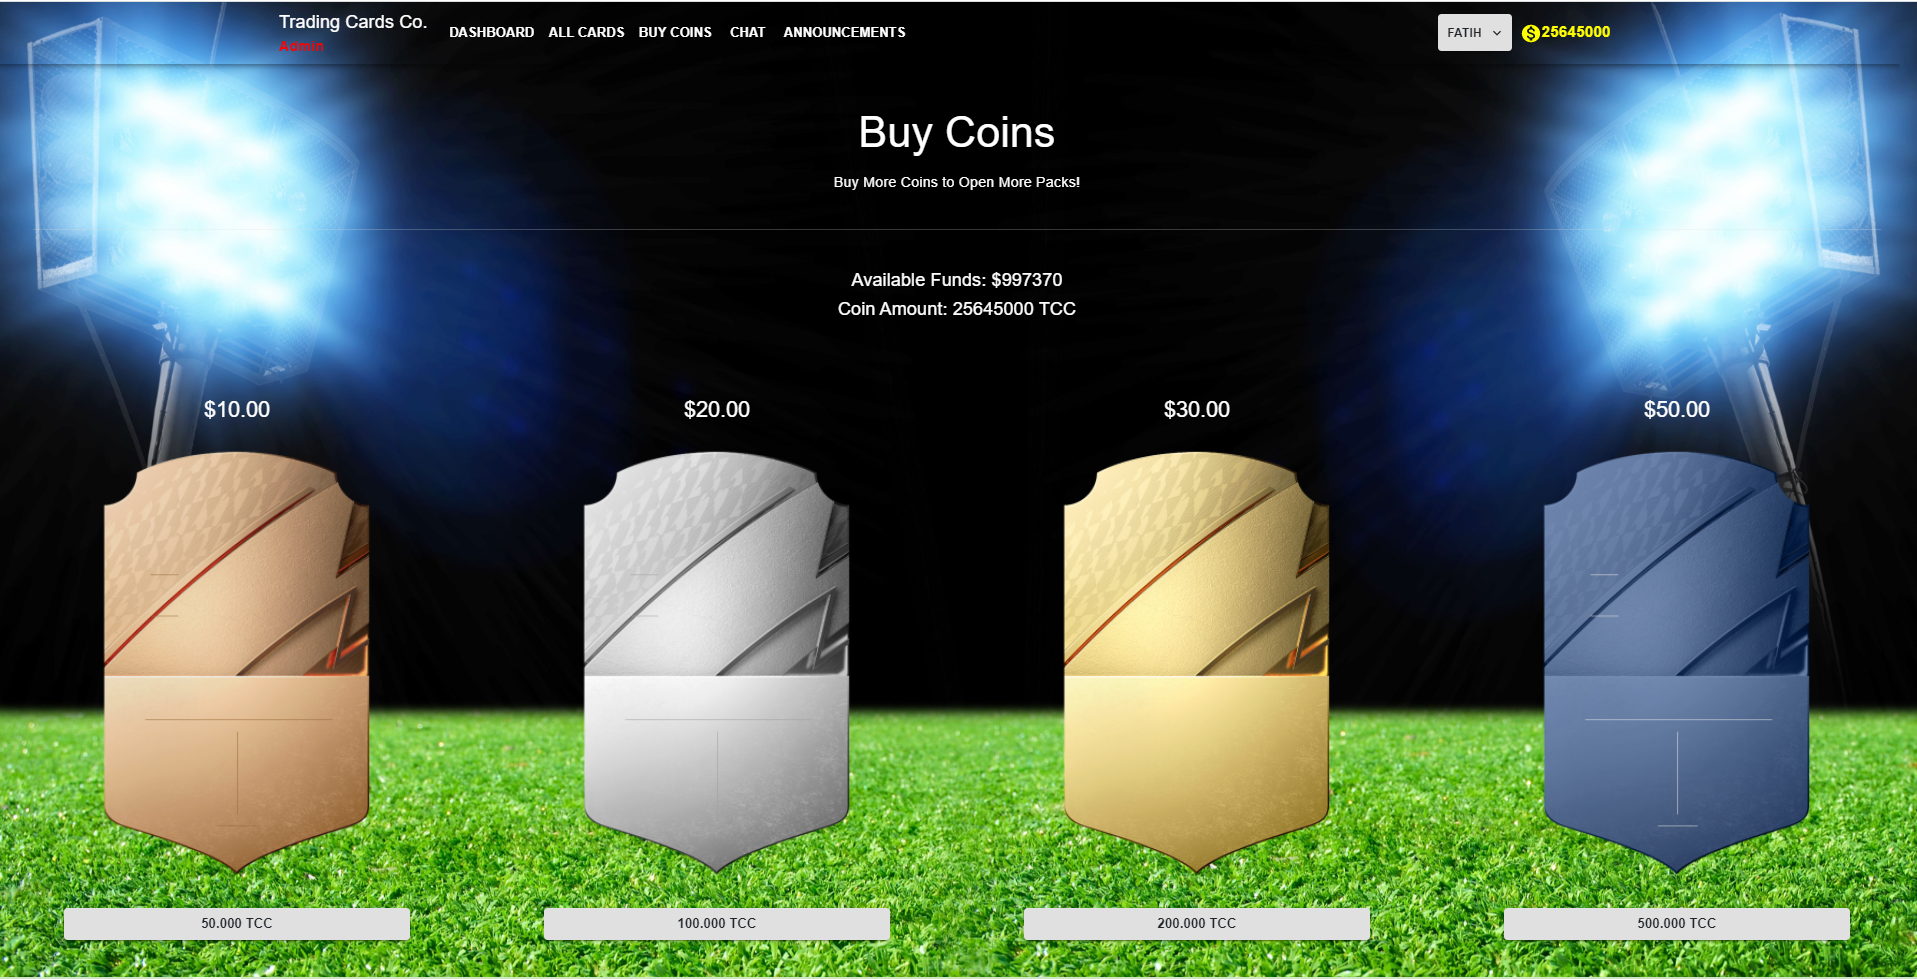 Trading Cards Co.
Admin
DASHBOARD ALL CARDS BUY COINS CHAT ANNOUNCEMENTS
FATIH
$25645000
Buy Coins
Buy More Coins to Open More Packs!
Available Funds: $997370
Coin Amount: 25645000 TCC
$10.00
$20.00
$30.00
$50.00
50.000 TCC
100.000 TCC
200.000 TCC
500.000 TCC